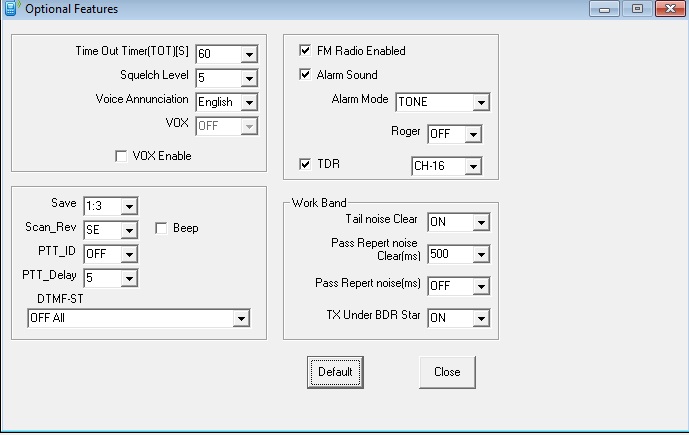 Optional Features
Time Out Timer(TOT)[S] 60
Squelch Level 5
Voice Annunciation English
VOX OFF
VOX Enable
FM Radio Enabled
Alarm Sound
Alarm Mode TONE
Roger OFF
TDR CH-16
Save 1:3
Scan_Rev SE Beep
PTT_ID OFF
PTT_Delay 5
DTMF-ST
OFF All
Work Band
Tail noise Clear ON
Pass Repert noise
Clear(ms) 500
Pass Repert noise(ms) OFF
TX Under BDR Star ON
Default Close